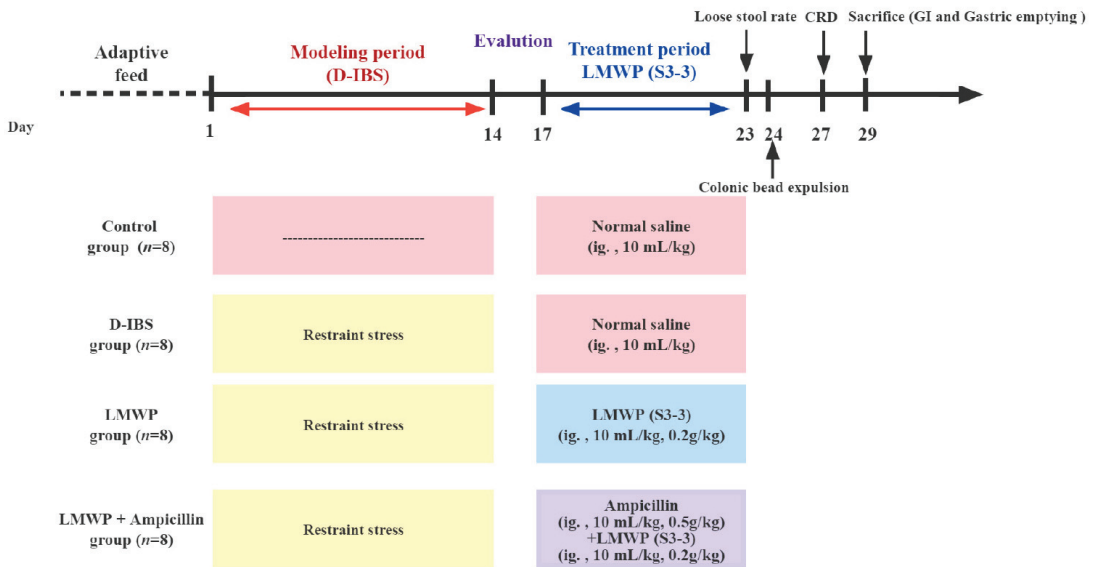 Loose stool rate CRD Sacrifice (GI and Gastric emptying )
Adaptive
feed
Modeling period
(D-IBS)
Evalution
Treatment period
LMWP (S3-3)
Day
1 14 17 23 24 27 29
Colonic bead expulsion
Control
group (n=8)
----------------------------
Normal saline
(ig. , 10 mL/kg)
D-IBS
group (n=8)
Restraint stress
Normal saline
(ig. , 10 mL/kg)
LMWP
group (n=8)
Restraint stress
LMWP (S3-3)
(ig. , 10 mL/kg, 0.2g/kg)
LMWP + Ampicillin
group (n=8)
Restraint stress
Ampicillin
(ig. , 10 mL/kg, 0.5g/kg)
+LMWP (S3-3)
(ig. , 10 mL/kg, 0.2g/kg)